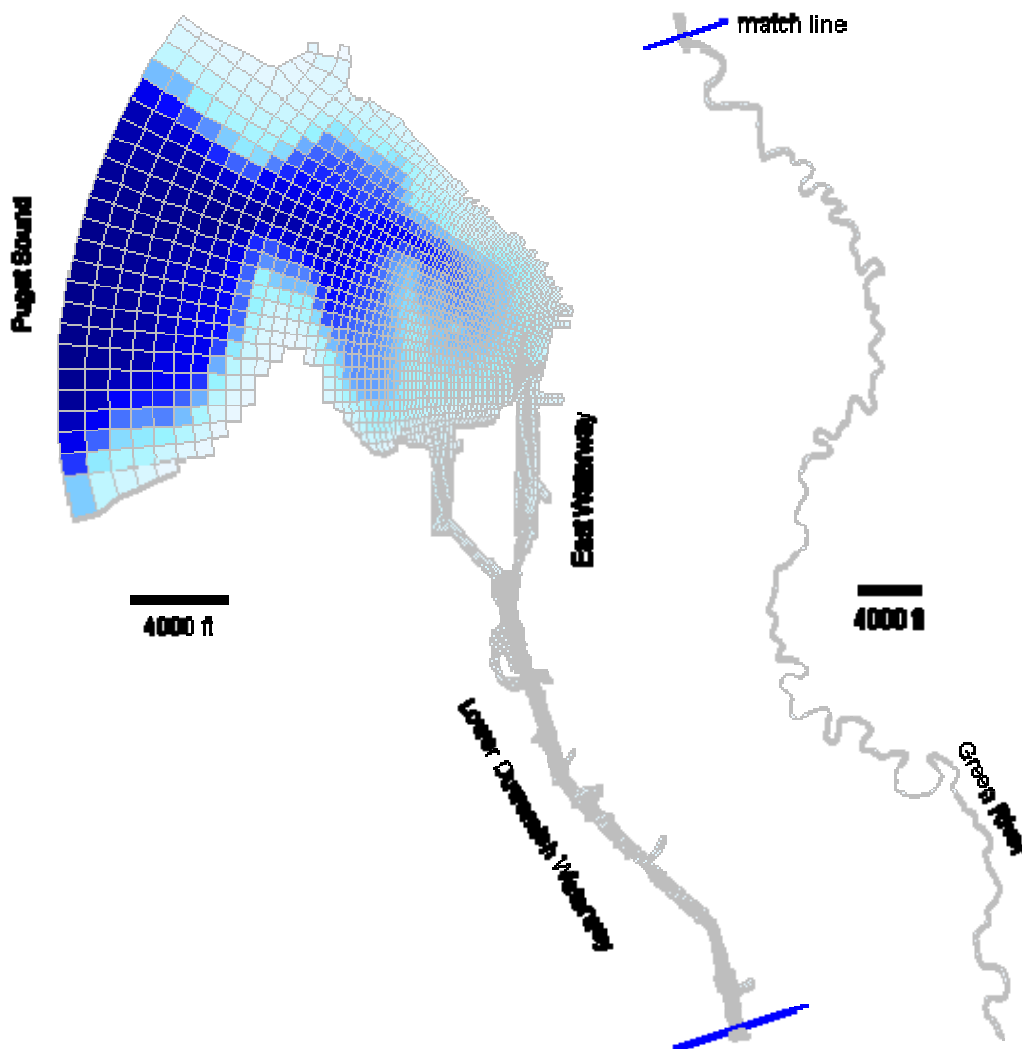 match line
Puget Sound
East Waterway
4000 ft
4000 ft
Lower Duwamish Waterway
Green River